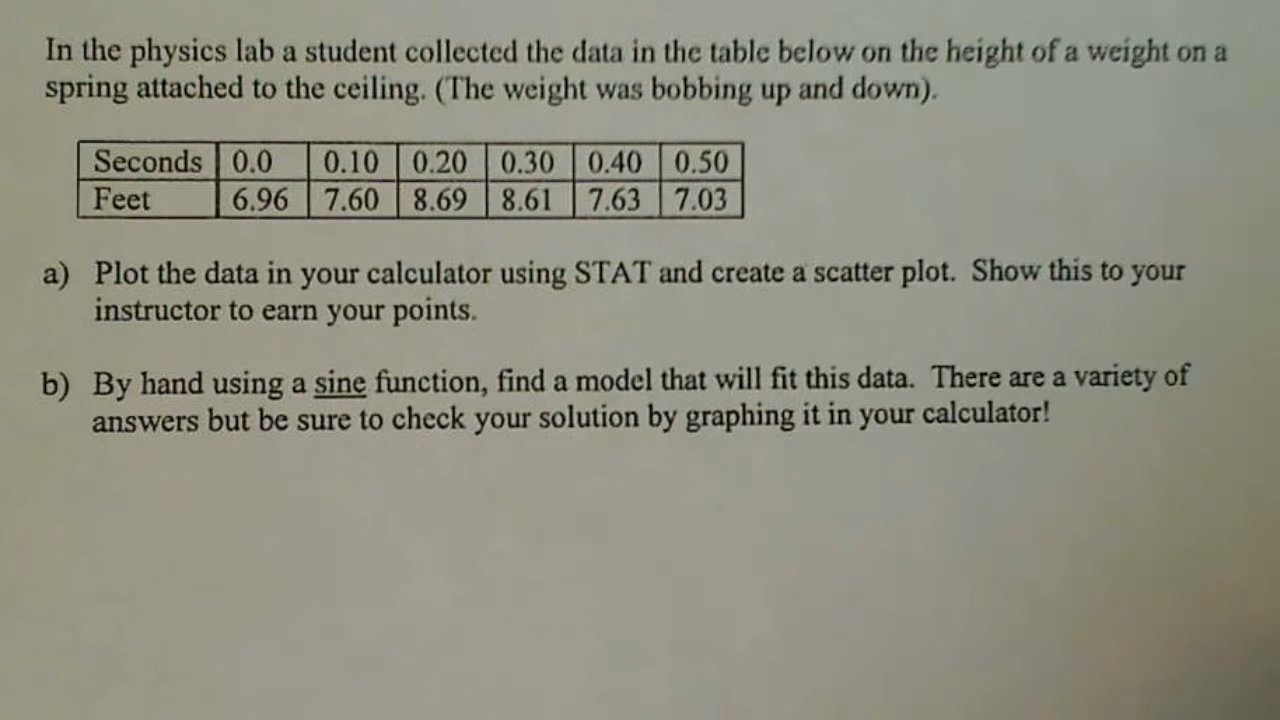 In the physics lab a student collected the data in the table below on the height of a weight on a
spring attached to the ceiling. (The weight was bobbing up and down).
Seconds 0.0 0.10 0.20 0.30 0.40 0.50
Feet 6.96 7.60 8.69 8.61 7.63 7.03
a) Plot the data in your calculator using STAT and create a scatter plot. Show this to your
instructor to earn your points.
b) By hand using a sine function, find a model that will fit this data. There are a variety of
answers but be sure to check your solution by graphing it in your calculator!